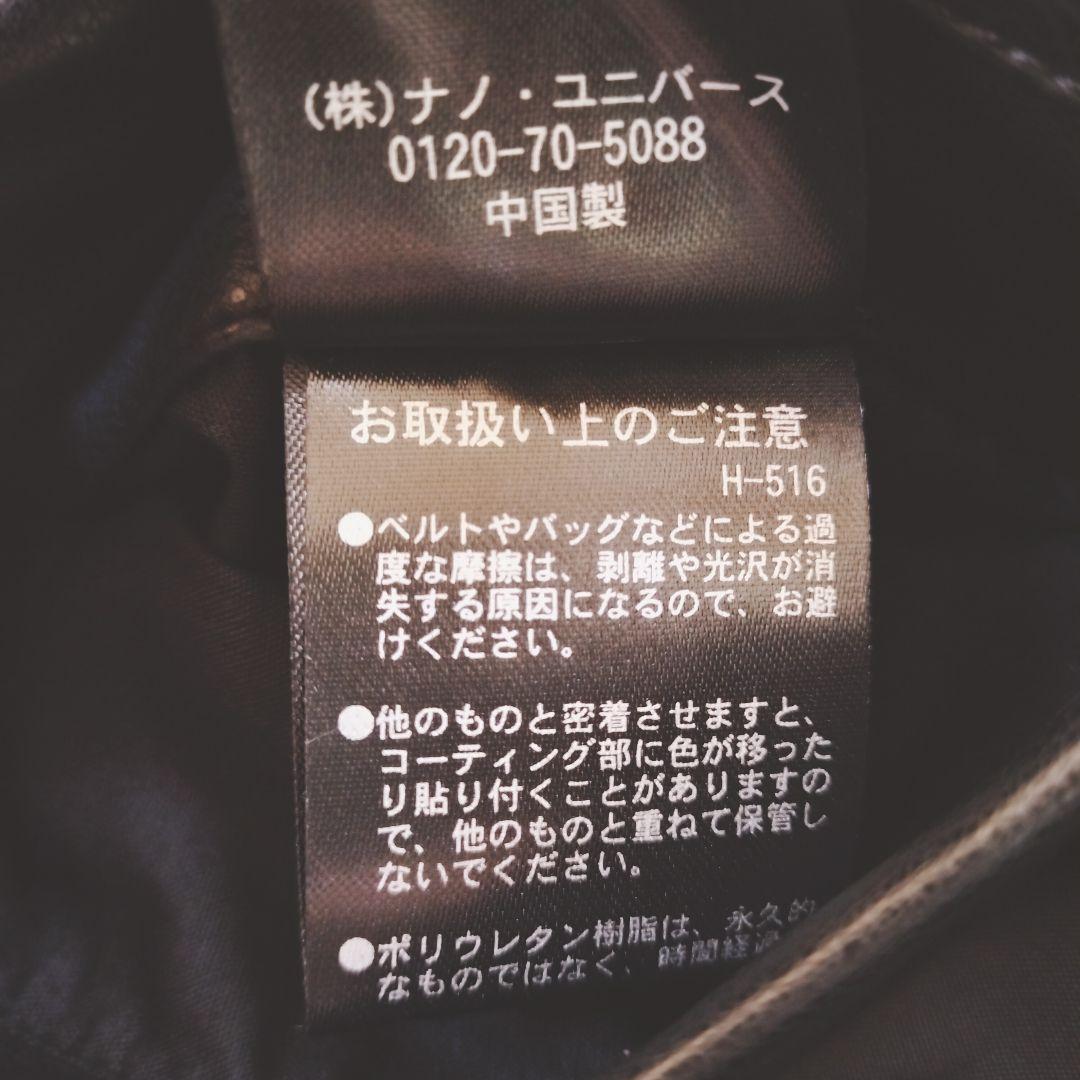 (株)ナノ・ユニバース
0120-70-5088
中国製
お取扱い上のご注意
H-516
●ベルトやバッグなどによる過
度な摩擦は、剥離や光沢が消
失する原因になるので、お避
けください。
●他のものと密着させますと、
コーティング部に色が移った
り貼り付くことがありますの
で、他のものと重ねて保管し
ないでください。
●ポリウレタン樹脂は、永久的
なものではなく、時間経過